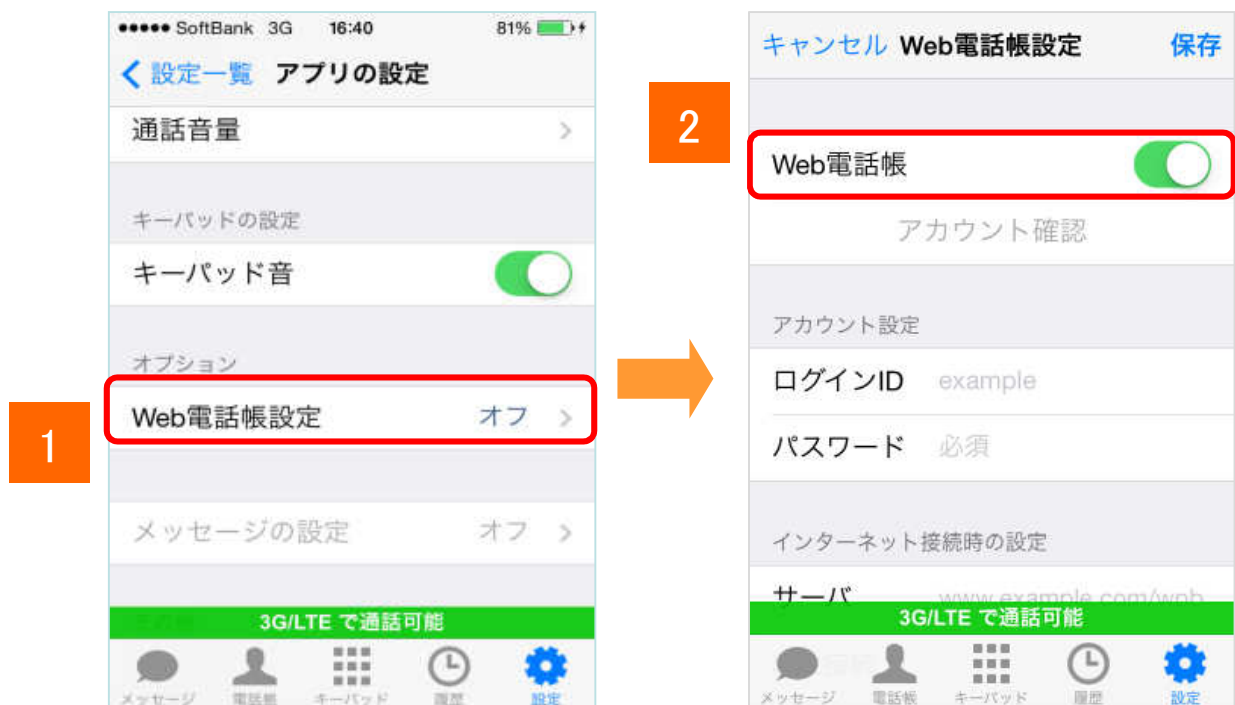 SoftBank 3G 16:40 81%
設定一覧 アプリの設定
通話音量
キーパッドの設定
キーパッド音
オプション
1
Web電話帳設定 オフ
メッセージの設定 オフ
3G/LTE で通話可能
メッセージ 電話帳 キーパッド 履歴 設定
2
キャンセル Web電話帳設定 保存
Web電話帳
アカウント確認
アカウント設定
ログインID example
パスワード 必須
インターネット接続時の設定
サーバ www.example.com/wpb
3G/LTE で通話可能
メッセージ 電話帳 キーパッド 履歴 設定